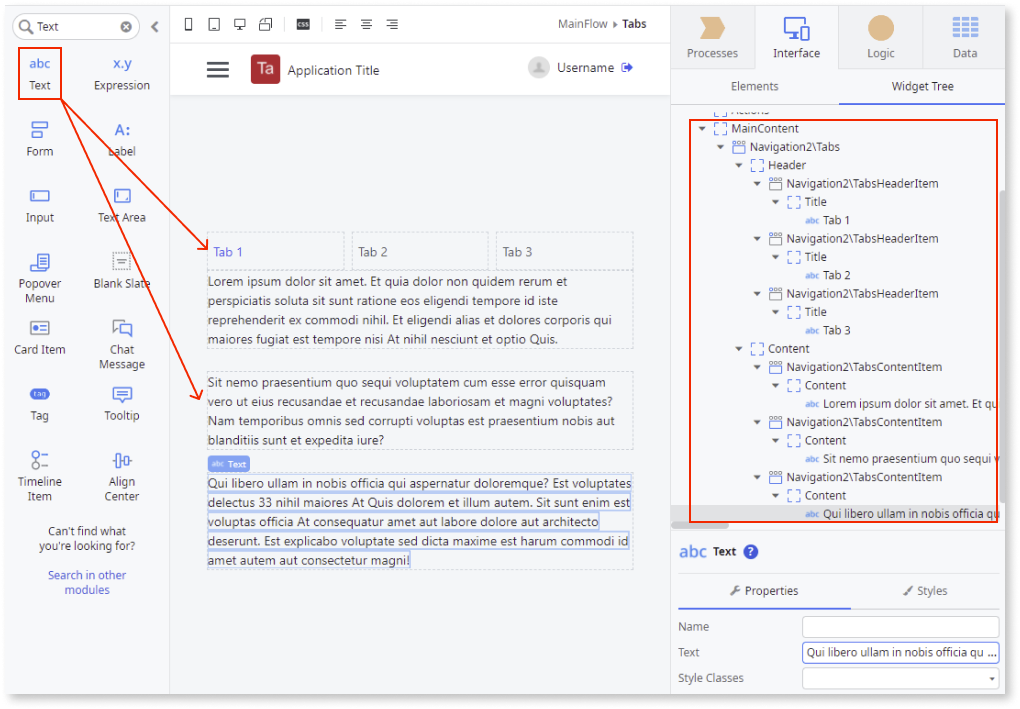 Text
MainFlow ▸ Tabs
Processes
Interface
Logic
Data
abc
Text
x.y
Expression
Ta
Application Title
Username
Elements
Widget Tree
Form
A:
Label
Input
Text Area
Popover
Menu
Blank Slate
Card Item
Chat
Message
Tag
Tag
Tooltip
Timeline
Item
Align
Center
Can't find what
you're looking for?
Search in other
modules
CSS
Tab 1
Tab 2
Tab 3
Lorem ipsum dolor sit amet. Et quia dolor non quidem rerum et
perspiciatis soluta sit sunt ratione eos eligendi tempore id iste
reprehenderit ex commodi nihil. Et eligendi alias et dolores corporis qui
maiores fugiat est tempore nisi At nihil nesciunt et optio Quis.
Sit nemo praesentium quo sequi voluptatem cum esse error quisquam
vero ut eius recusandae et recusandae laboriosam et magni voluptates?
Nam temporibus omnis sed corrupti voluptas est praesentium nobis aut
blanditiis sunt et expedita iure?
abc Text
Qui libero ullam in nobis officia qui aspernatur doloremque? Est voluptates
delectus 33 nihil maiores At Quis dolorem et illum autem. Sit sunt enim est
voluptas officia At consequatur amet aut labore dolore aut architecto
deserunt. Est explicabo voluptate sed dicta maxime est harum commodi id
amet autem aut consectetur magni!
Actions
MainContent
Navigation2\Tabs
Header
Navigation2\TabsHeaderItem
Title
abc Tab 1
Navigation2\TabsHeaderItem
Title
abc Tab 2
Navigation2\TabsHeaderItem
Title
abc Tab 3
Content
Navigation2\TabsContentItem
Content
abc Lorem ipsum dolor sit amet. Et qu
Navigation2\TabsContentItem
Content
abc Sit nemo praesentium quo sequi v
Navigation2\TabsContentItem
Content
abc Qui libero ullam in nobis officia qu
abc Text ?
Properties
Styles
Name
Text
Qui libero ullam in nobis officia qu ...
Style Classes